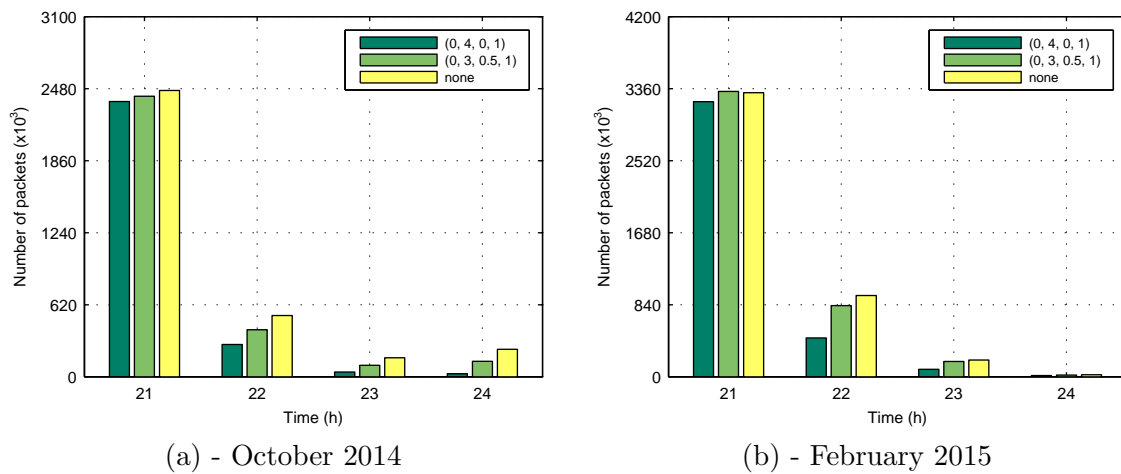 3100
2480
1860
1240
620
0
Number of packets (x10³)
(0, 4, 0, 1)
(0, 3, 0.5, 1)
none
21 22 23 24
Time (h)
(a) - October 2014
4200
3360
2520
1680
840
0
Number of packets (x10³)
(0, 4, 0, 1)
(0, 3, 0.5, 1)
none
21 22 23 24
Time (h)
(b) - February 2015